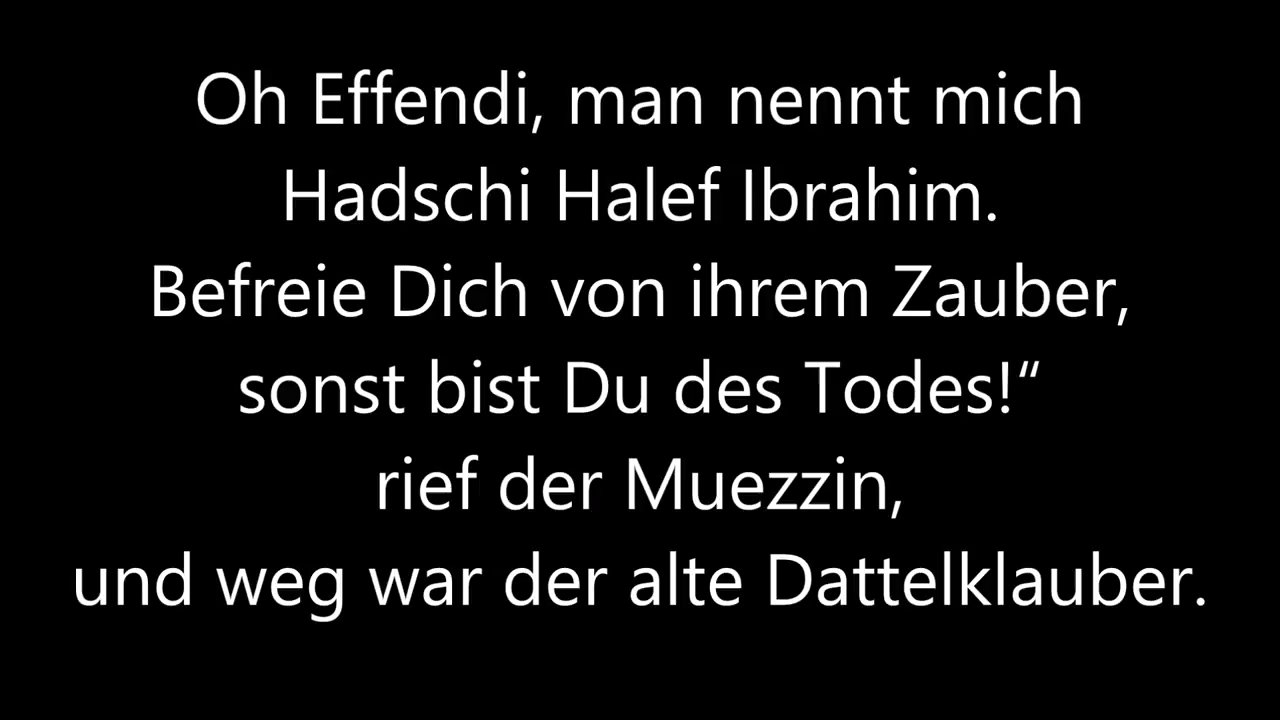 Oh Effendi, man nennt mich
Hadschi Halef Ibrahim.
Befreie Dich von ihrem Zauber,
sonst bist Du des Todes!“
rief der Muezzin,
und weg war der alte Dattelklauber.